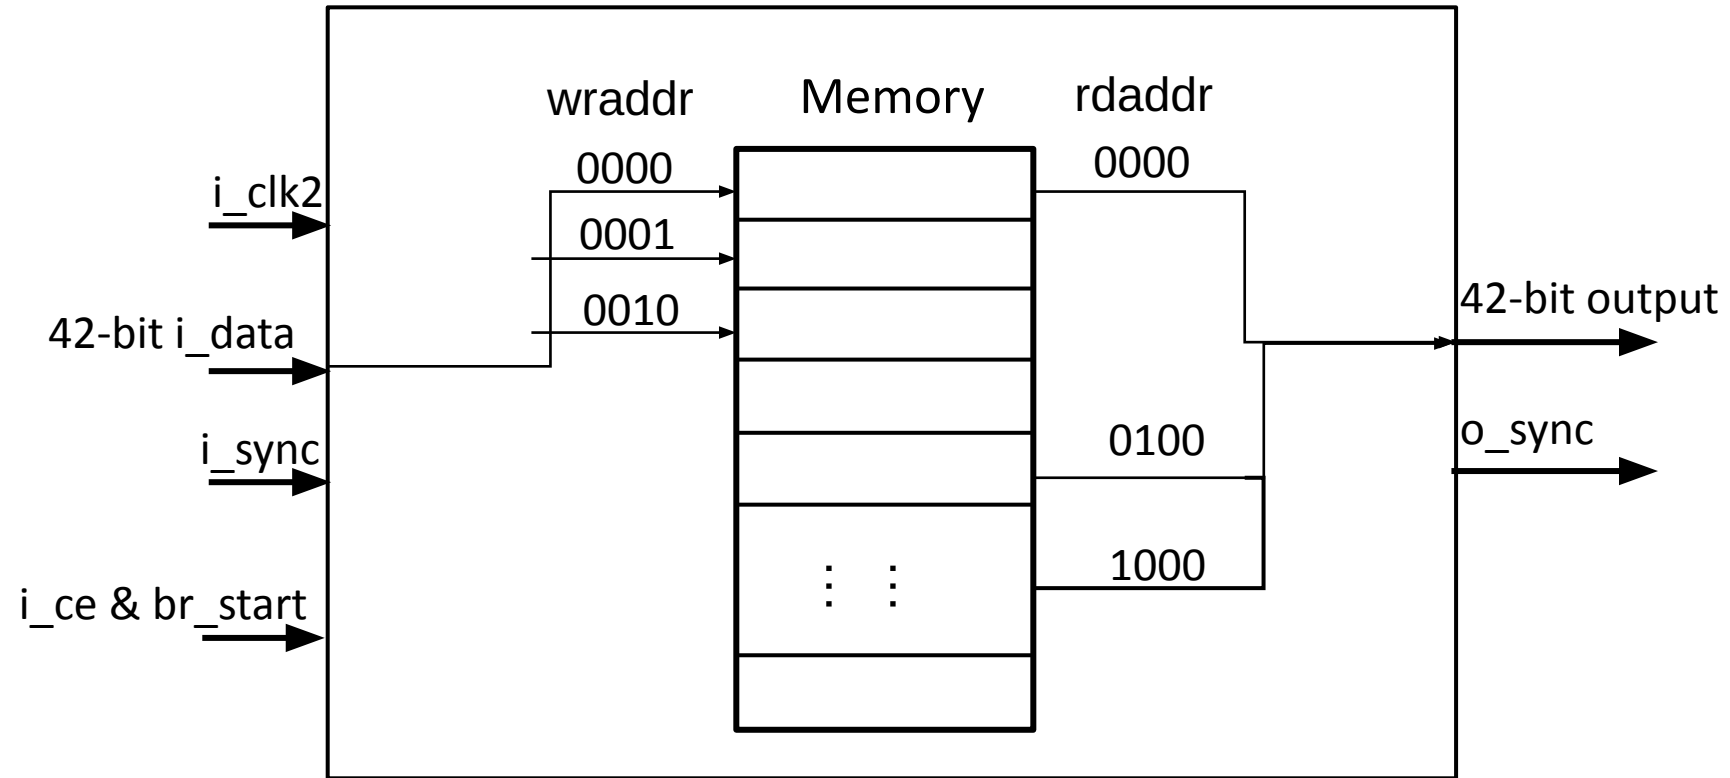 wraddr
Memory
rdaddr
0000
0000
i_clk2
0001
0010
42-bit output
42-bit i_data
0100
o_sync
i_sync
1000
i_ce & br_start